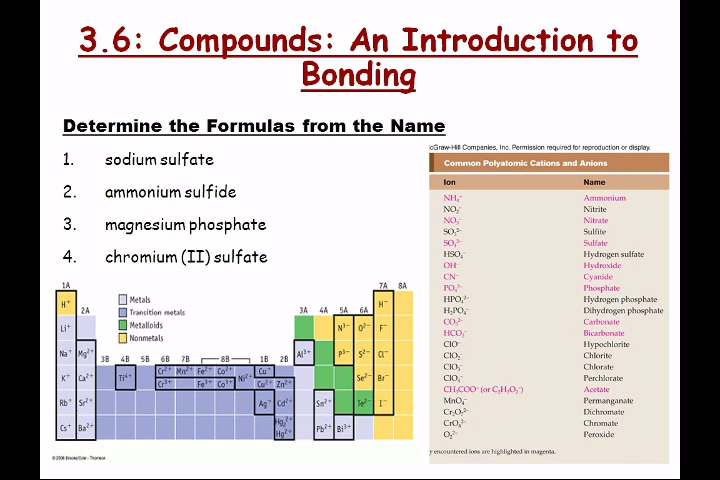 3.6: Compounds: An Introduction to
Bonding
Determine the Formulas from the Name
1. sodium sulfate
2. ammonium sulfide
3. magnesium phosphate
4. chromium (II) sulfate
cGraw-Hill Companies, Inc. Permission required for reproduction or display.
Common Polyatomic Cations and Anions
Ion Name
NH₄⁺ Ammonium
NO₂⁻ Nitrite
NO₃⁻ Nitrate
SO₃²⁻ Sulfite
SO₄²⁻ Sulfate
HSO₄⁻ Hydrogen sulfate
OH⁻ Hydroxide
CN⁻ Cyanide
PO₄³⁻ Phosphate
HPO₄²⁻ Hydrogen phosphate
H₂PO₄⁻ Dihydrogen phosphate
CO₃²⁻ Carbonate
HCO₃⁻ Bicarbonate
ClO⁻ Hypochlorite
ClO₂⁻ Chlorite
ClO₃⁻ Chlorate
ClO₄⁻ Perchlorate
CH₃COO⁻ (or C₂H₃O₂⁻) Acetate
MnO₄⁻ Permanganate
Cr₂O₇²⁻ Dichromate
CrO₄²⁻ Chromate
O₂²⁻ Peroxide
y encountered ions are highlighted in magenta.
1A 7A 8A
H⁺ Metals H⁻
2A Transition metals 3A 4A 5A 6A
Metalloids
Nonmetals
Li⁺ N³⁻ O²⁻ F⁻
Na⁺ Mg²⁺ 3B 4B 5B 6B 7B 8B 1B 2B Al³⁺ P³⁻ S²⁻ Cl⁻
K⁺ Ca²⁺ Ti⁴⁺ Cr²⁺ Mn²⁺ Fe²⁺ Co²⁺ Ni²⁺ Cu⁺ Zn²⁺ Se²⁻ Br⁻
Cr³⁺ Fe³⁺ Co³⁺ Cu²⁺
Rb⁺ Sr²⁺ Ag⁺ Cd²⁺ Sn²⁺ Te²⁻ I⁻
Cs⁺ Ba²⁺ Hg₂²⁺ Pb²⁺ Bi³⁺
Hg²⁺
© 2006 Brooks/Cole - Thomson